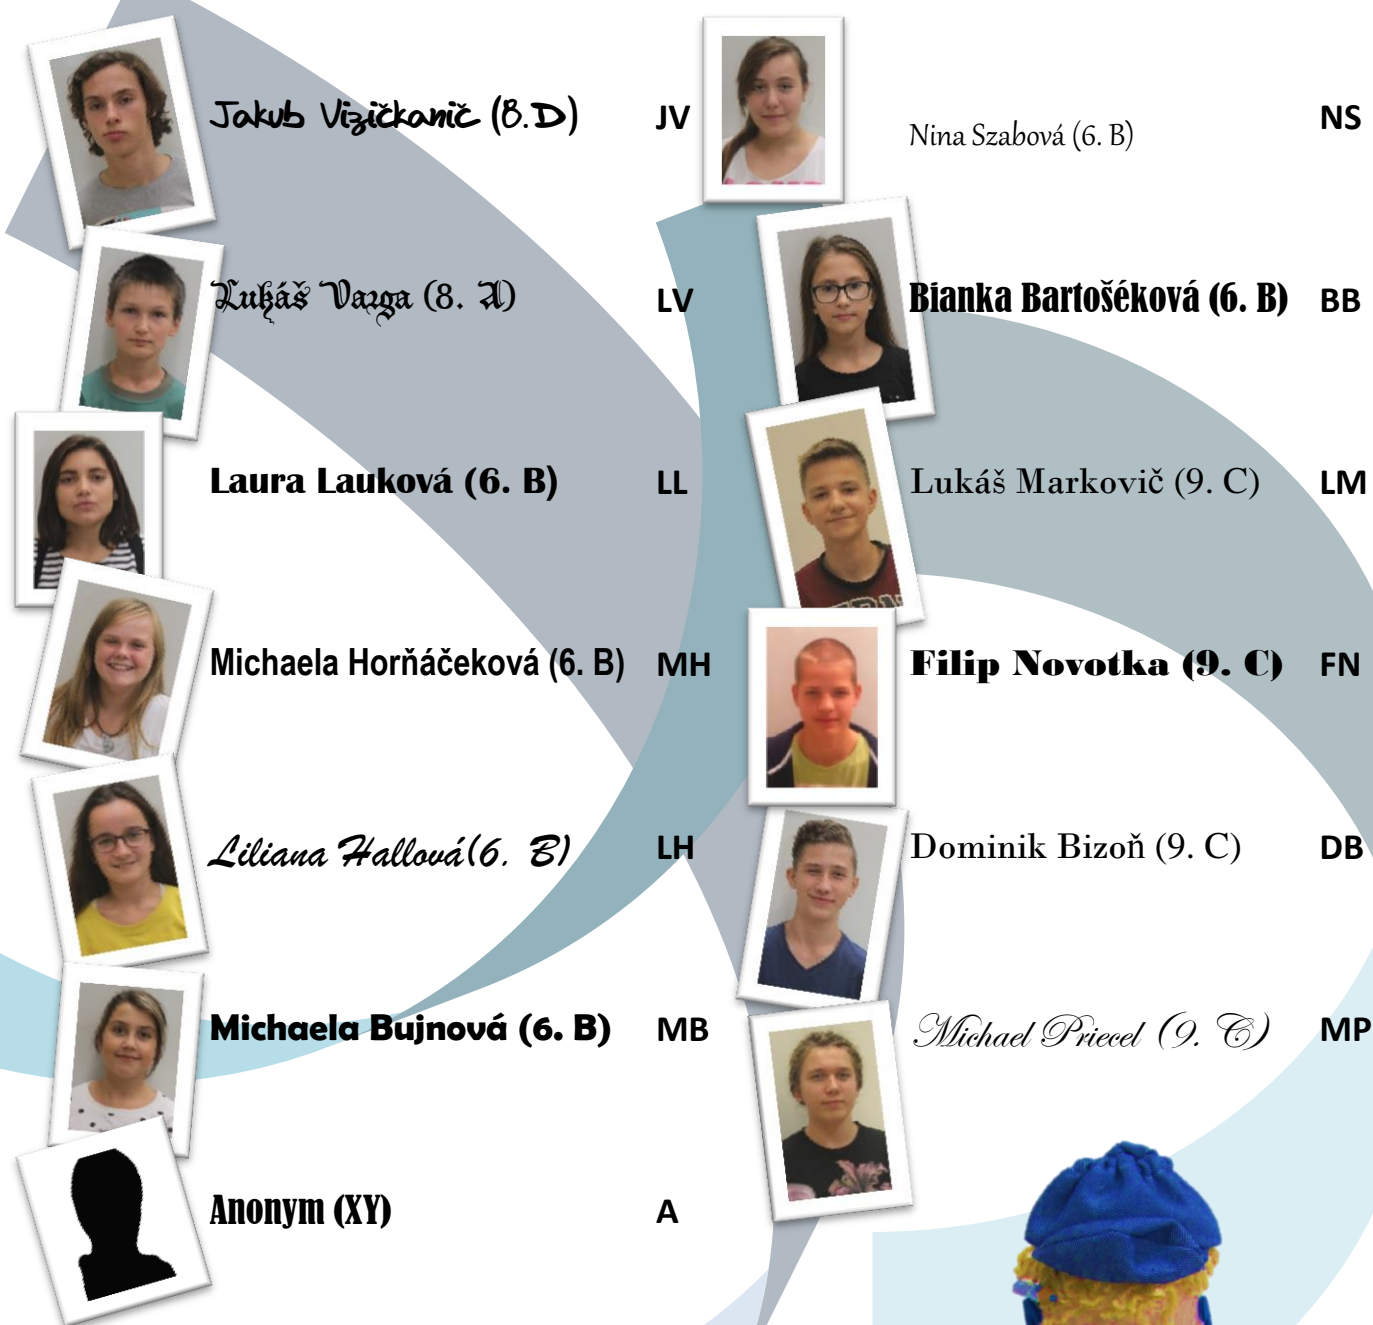 Jakub Vizičkanič (8.D) JV
Lukáš Varga (8. A) LV
Laura Lauková (6. B) LL
Michaela Horňáčeková (6. B) MH
Liliana Hallová(6. B) LH
Michaela Bujnová (6. B) MB
Anonym (XY) A
Nina Szabová (6. B) NS
Bianka Bartošéková (6. B) BB
Lukáš Markovič (9. C) LM
Filip Novotka (9. C) FN
Dominik Bizoň (9. C) DB
Michael Priecel (9. C) MP